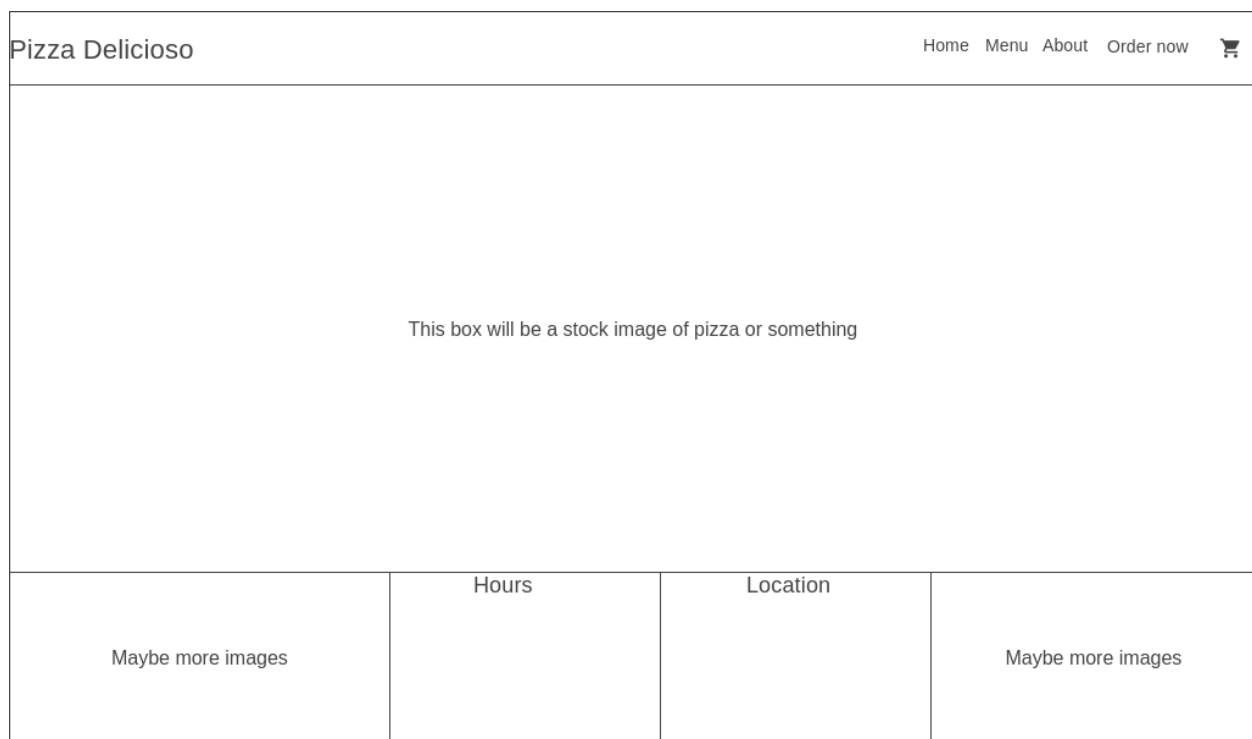 Pizza Delicioso
Home Menu About Order now
This box will be a stock image of pizza or something
Hours
Location
Maybe more images
Maybe more images